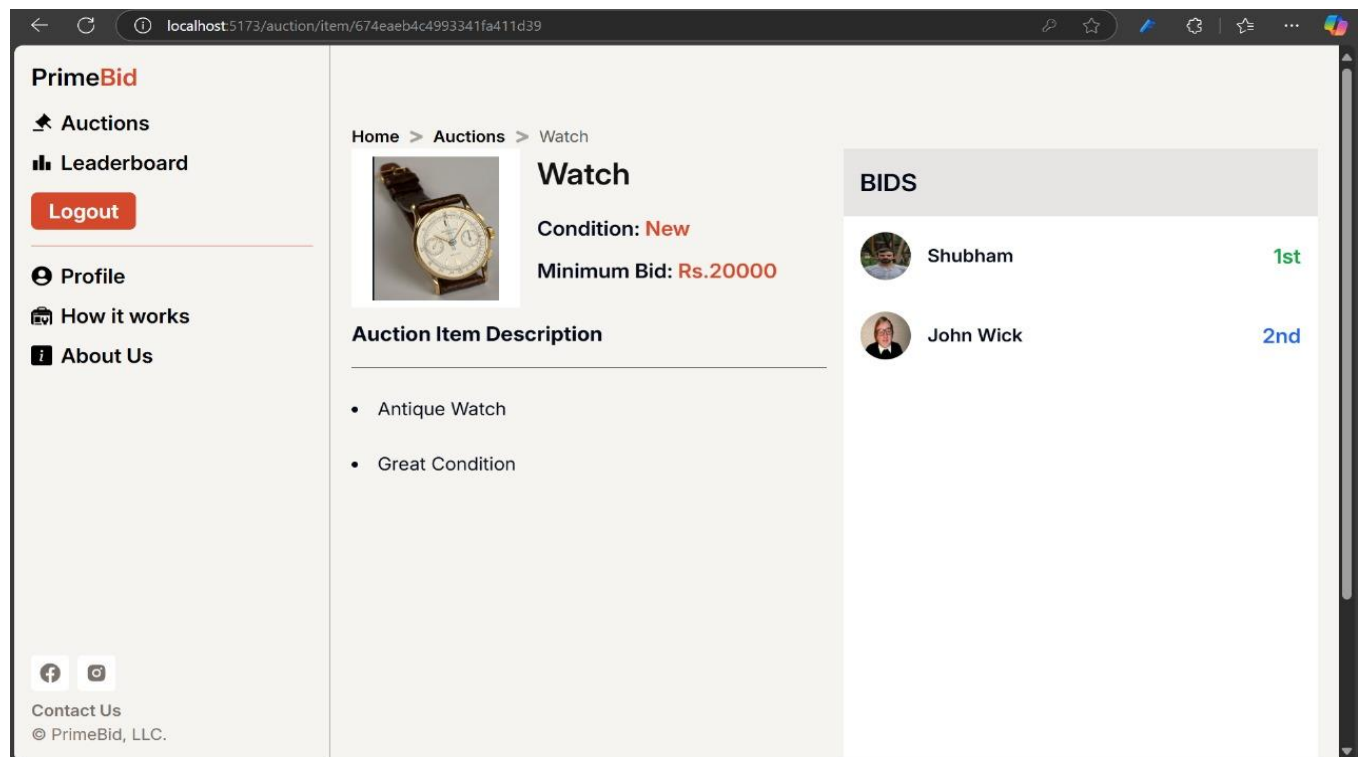 localhost:5173/auction/item/674eaeb4c4993341fa411d39
PrimeBid
Auctions
Leaderboard
Logout
Profile
How it works
About Us
Contact Us
© PrimeBid, LLC.
Home > Auctions > Watch
Watch
Condition: New
Minimum Bid: Rs.20000
Auction Item Description
• Antique Watch
• Great Condition
BIDS
Shubham 1st
John Wick 2nd